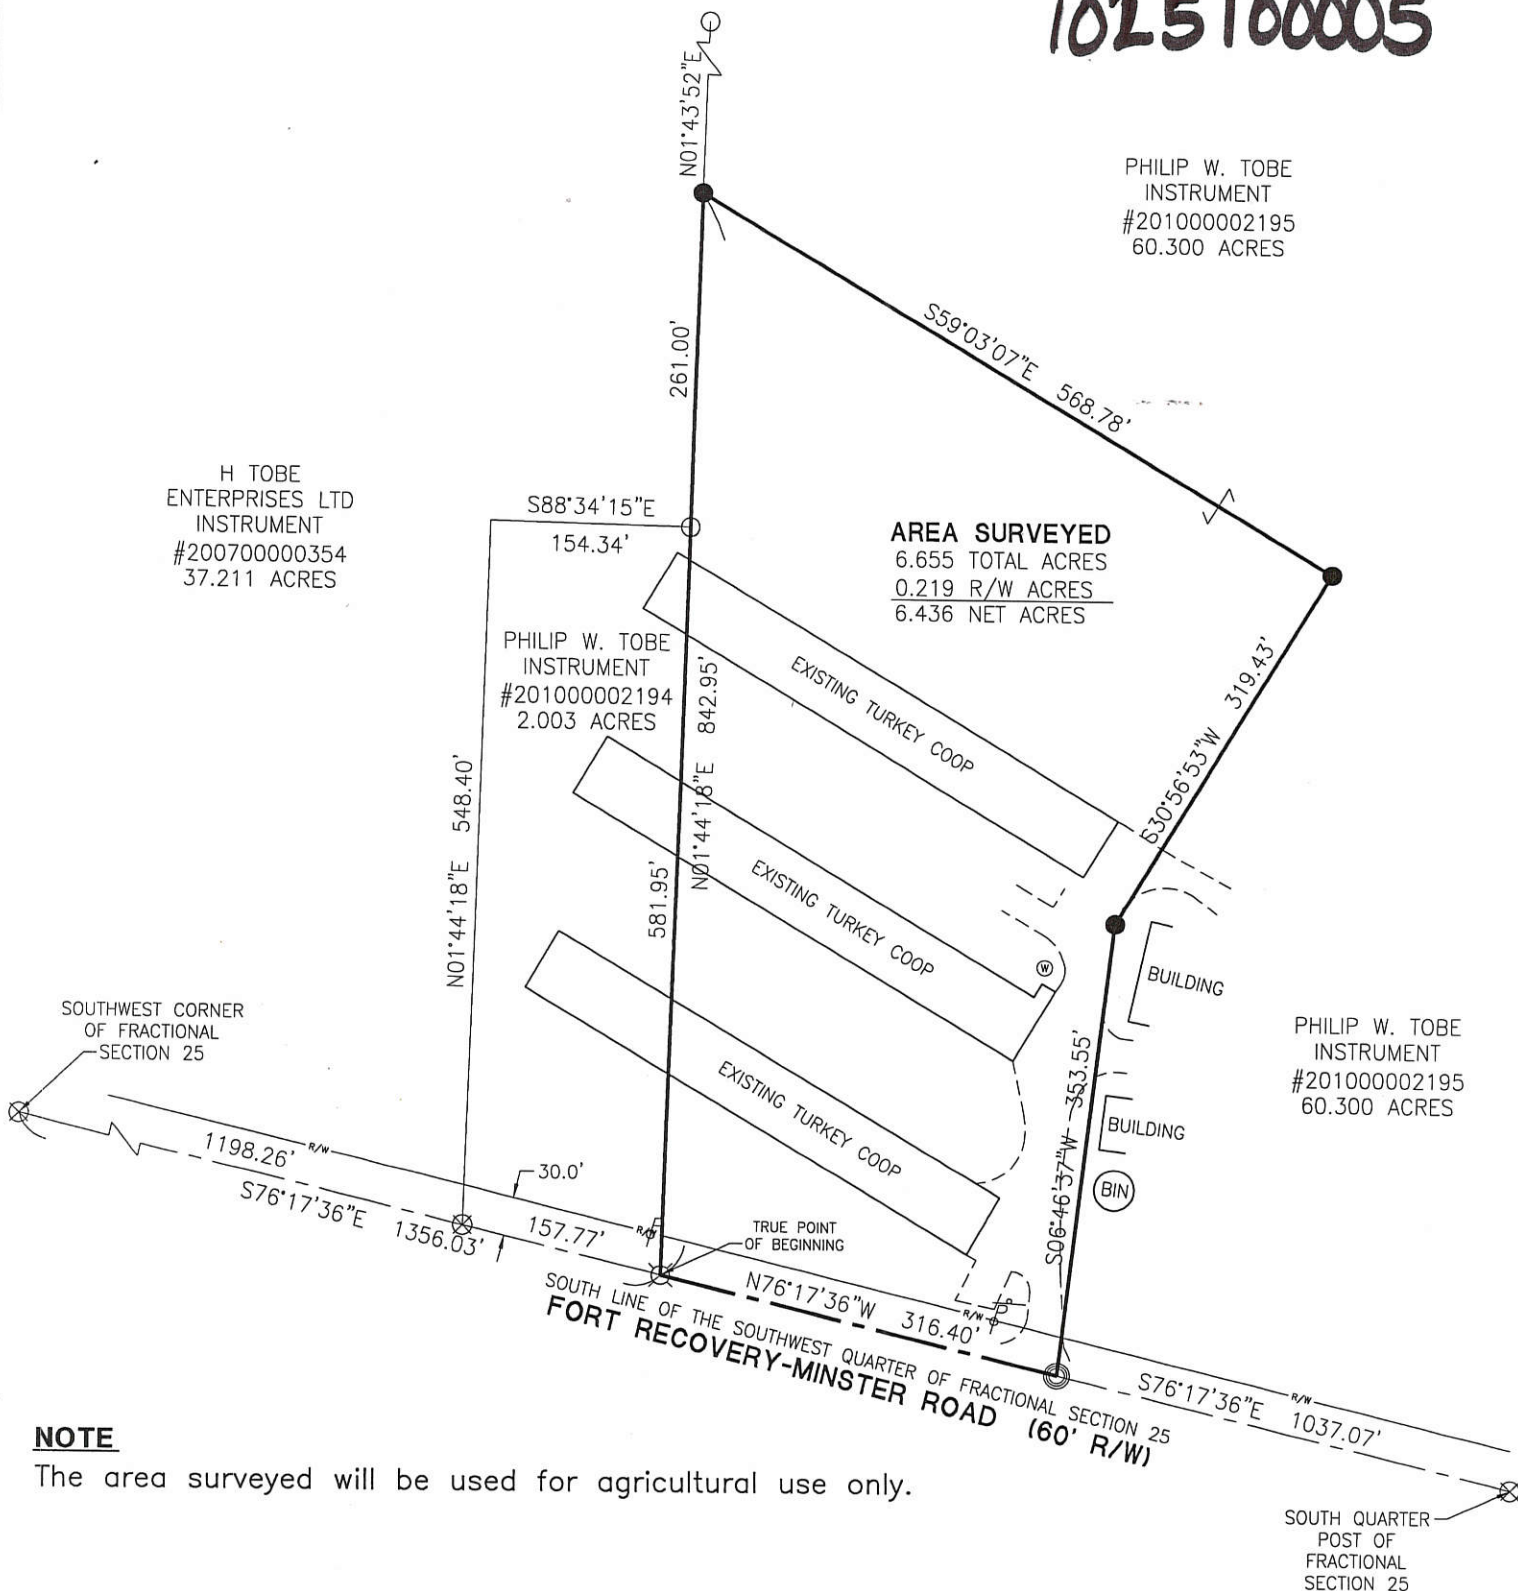 1025100005
N01°43'52"E
PHILIP W. TOBE
INSTRUMENT
#201000002195
60.300 ACRES
261.00'
S59°03'07"E 568.78'
H TOBE
ENTERPRISES LTD
INSTRUMENT
#200700000354
37.211 ACRES
S88°34'15"E
154.34'
AREA SURVEYED
6.655 TOTAL ACRES
0.219 R/W ACRES
6.436 NET ACRES
PHILIP W. TOBE
INSTRUMENT
#201000002194
2.003 ACRES
EXISTING TURKEY COOP
S30°56'53"W 319.43'
N01°44'18"E 842.95'
N01°44'18"E 548.40'
581.95'
EXISTING TURKEY COOP
W
BUILDING
SOUTHWEST CORNER
OF FRACTIONAL
SECTION 25
PHILIP W. TOBE
INSTRUMENT
#201000002195
60.300 ACRES
EXISTING TURKEY COOP
S06°46'37"W 353.55'
BUILDING
BIN
1198.26'
R/W
30.0'
S76°17'36"E 1356.03'
157.77'
R/W
TRUE POINT
OF BEGINNING
N76°17'36"W 316.40'
R/W
SOUTH LINE OF THE SOUTHWEST QUARTER OF FRACTIONAL SECTION 25
FORT RECOVERY-MINSTER ROAD (60' R/W)
S76°17'36"E 1037.07'
R/W
NOTE
The area surveyed will be used for agricultural use only.
SOUTH QUARTER
POST OF
FRACTIONAL
SECTION 25